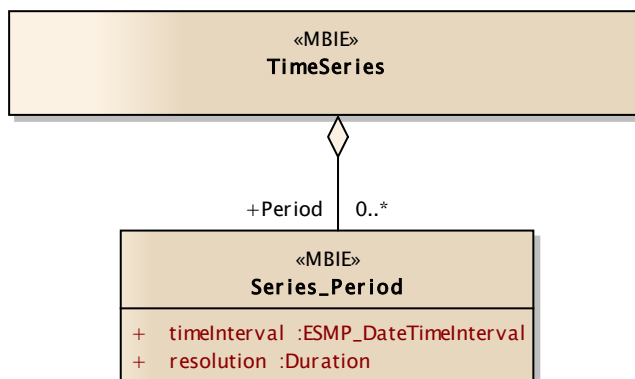 «MBIE»
TimeSeries
+Period 0..*
«MBIE»
Series_Period
+ timeInterval :ESMP_DateTimeInterval
+ resolution :Duration